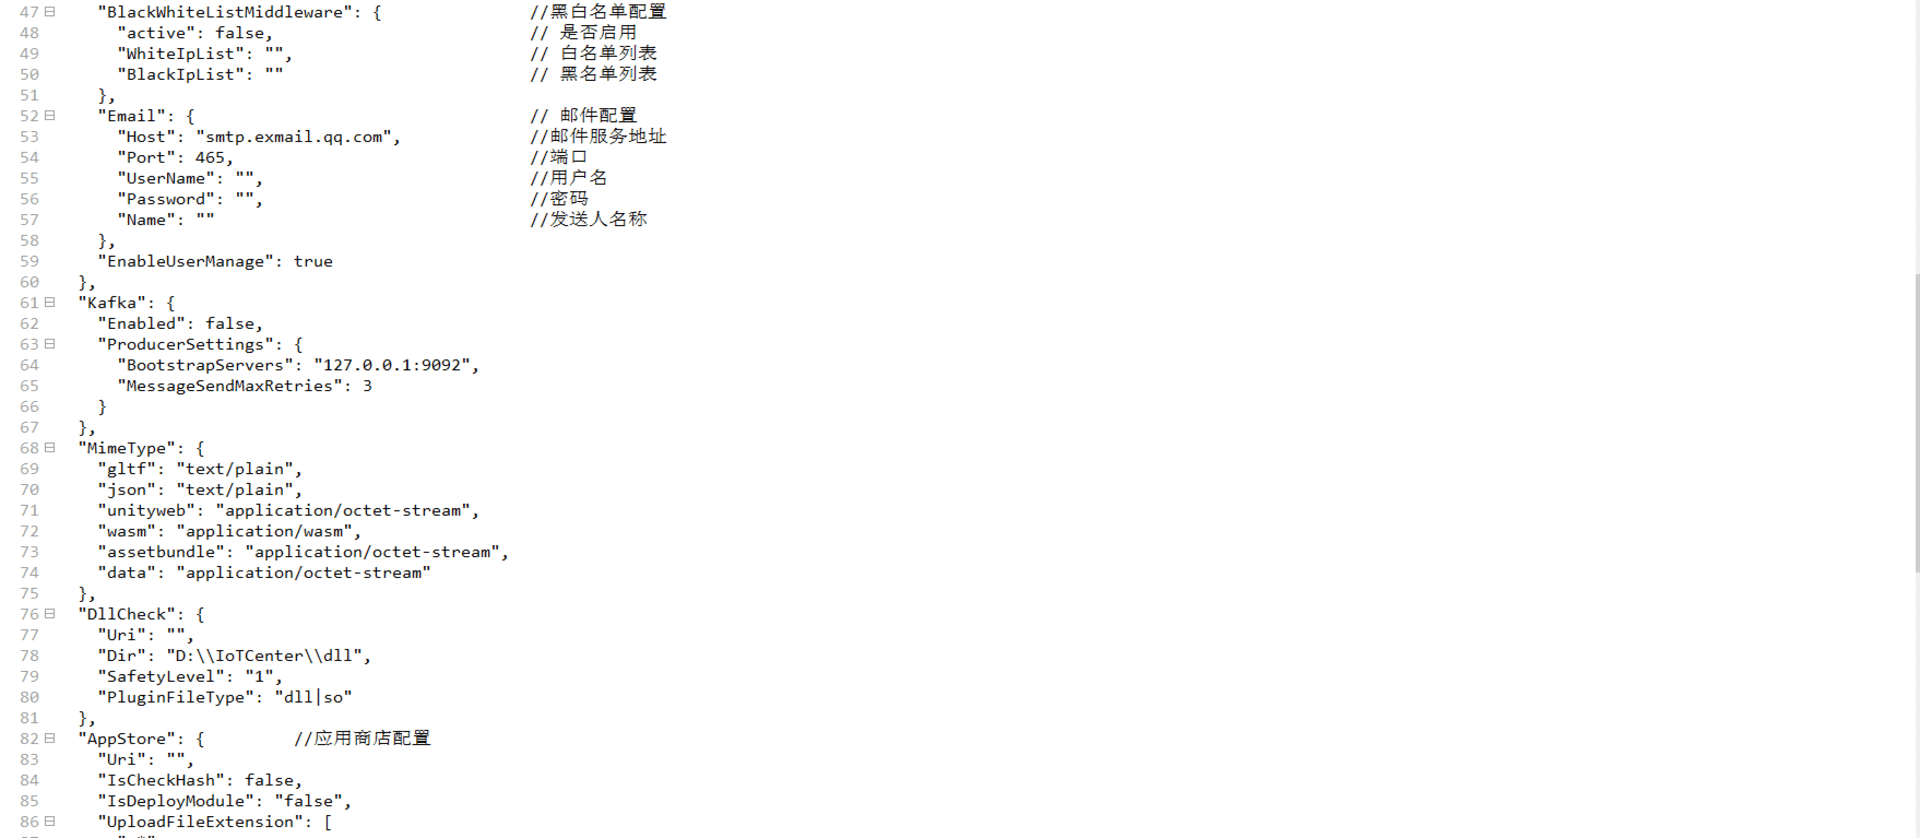 47 "BlackWhiteListMiddleware": { //黑白名单配置
48 "active": false, // 是否启用
49 "WhiteIpList": "", // 白名单列表
50 "BlackIpList": "" // 黑名单列表
51 },
52 "Email": { // 邮件配置
53 "Host": "smtp.exmail.qq.com", //邮件服务地址
54 "Port": 465, //端口
55 "UserName": "", //用户名
56 "Password": "", //密码
57 "Name": "" //发送人名称
58 },
59 "EnableUserManage": true
60 },
61 "Kafka": {
62 "Enabled": false,
63 "ProducerSettings": {
64 "BootstrapServers": "127.0.0.1:9092",
65 "MessageSendMaxRetries": 3
66 }
67 },
68 "MimeType": {
69 "gltf": "text/plain",
70 "json": "text/plain",
71 "unityweb": "application/octet-stream",
72 "wasm": "application/wasm",
73 "assetbundle": "application/octet-stream",
74 "data": "application/octet-stream"
75 },
76 "DllCheck": {
77 "Uri": "",
78 "Dir": "D:\\IoTCenter\\dll",
79 "SafetyLevel": "1",
80 "PluginFileType": "dll|so"
81 },
82 "AppStore": { //应用商店配置
83 "Uri": "",
84 "IsCheckHash": false,
85 "IsDeployModule": "false",
86 "UploadFileExtension": [